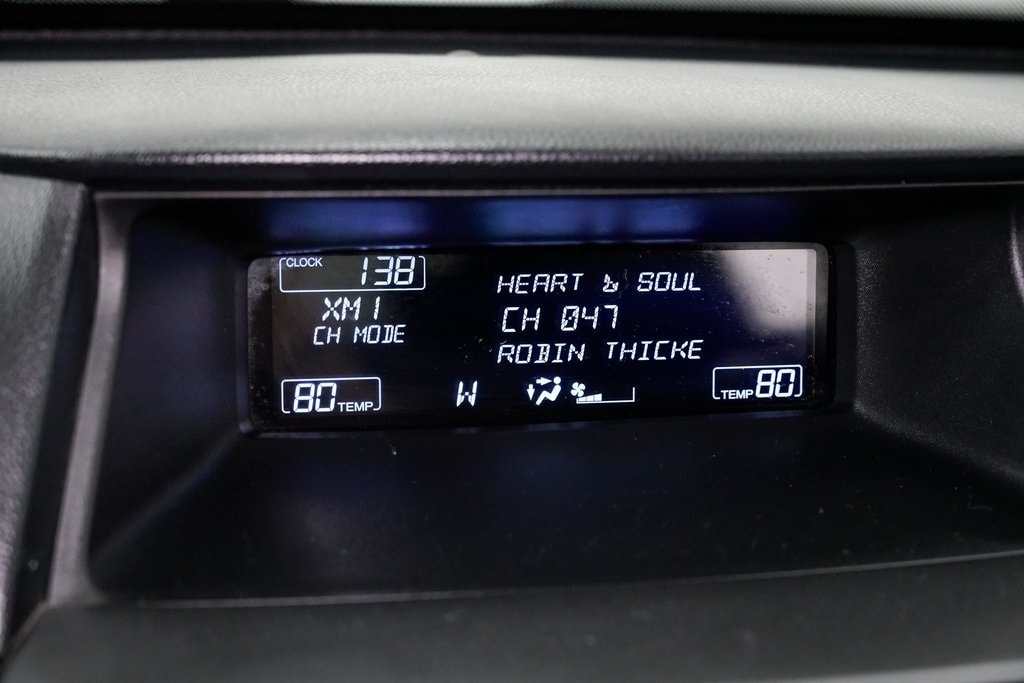 CLOCK 138
XM1
CH MODE
HEART & SOUL
CH 047
ROBIN THICKE
80 TEMP
W
TEMP 80